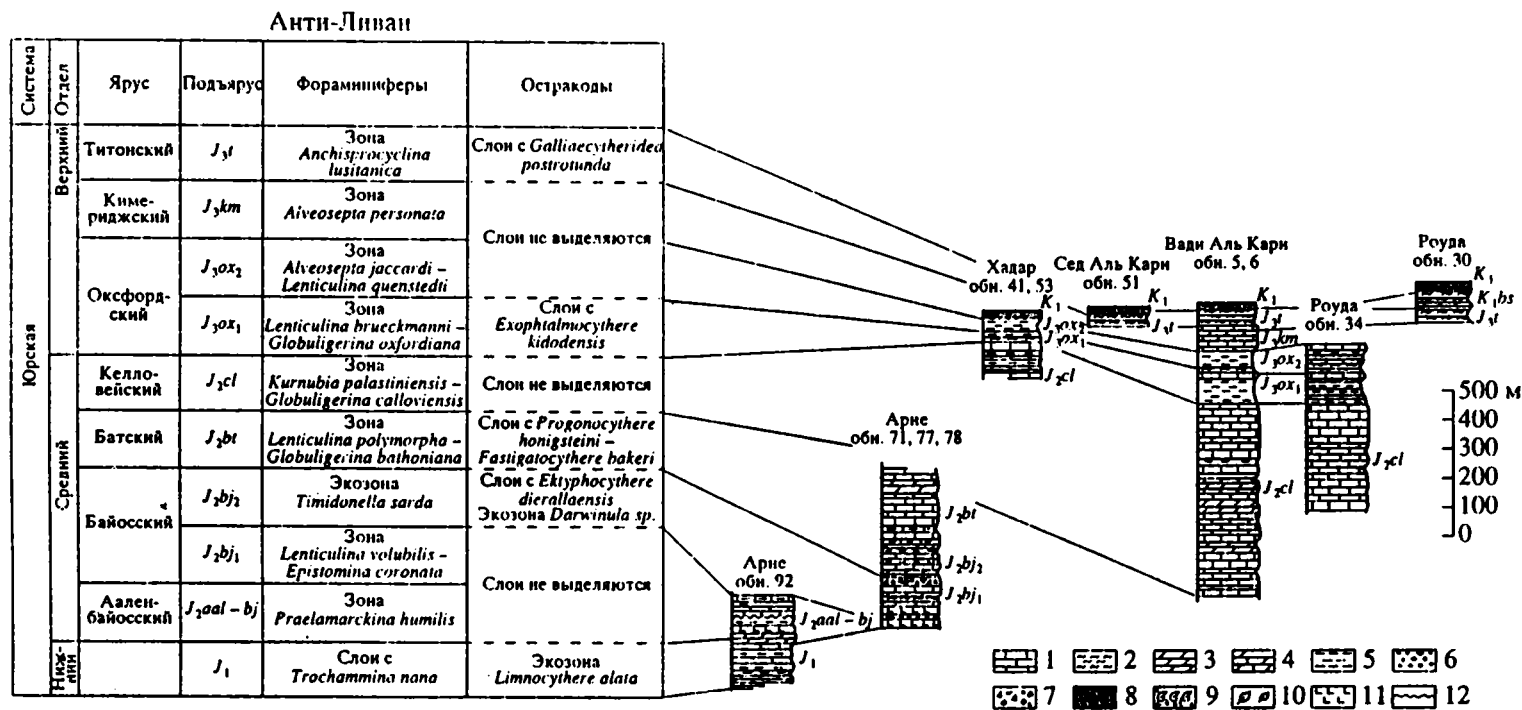 Анти-Ливан
Система
Отдел
Ярус
Подъярус
Фораминиферы
Остракоды
Юрская
Верхний
Титонский
J₃t
Зона
Anchisprocyclina
lusitanica
Слои с Galliaecytheridea
postrotunda
Киме-
риджский
J₃km
Зона
Alveosepta personata
Слои не выделяются
Оксфорд-
ский
J₃ox₂
Зона
Alveosepta jaccardi –
Lenticulina quenstedti
J₃ox₁
Зона
Lenticulina brueckmanni –
Globuligerina oxfordiana
Слои с
Exophtalmocythere
kidodensis
Средний
Келло-
вейский
J₂cl
Зона
Kurnubia palastiniensis –
Globuligerina calloviensis
Слои не выделяются
Батский
J₂bt
Зона
Lenticulina polymorpha –
Globuligerina bathoniana
Слои с Progonocythere
honigsteini –
Fastigatocythere bakeri
Байосский
J₂bj₂
Экозона
Timidonella sarda
Слои с Ektyphocythere
dierallaensis
Экозона Darwinula sp.
J₂bj₁
Зона
Lenticulina volubilis –
Epistomina coronata
Слои не выделяются
Аален-
байосский
J₂aal – bj
Зона
Praelamarckina humilis
Ниж-
ний
J₁
Слои с
Trochammina nana
Экозона
Limnocythere alata
Арне
обн. 92
J₂aal – bj
J₁
Арне
обн. 71, 77, 78
J₂bt
J₂bj₂
J₂bj₁
Хадар
обн. 41, 53
K₁
J₃ox₂
J₃ox₁
J₂cl
Сед Аль Карн
обн. 51
K₁
J₃t
Вади Аль Карн
обн. 5, 6
K₁
J₃t
J₃km
J₃ox₂
J₃ox₁
J₂cl
Роуда
обн. 34
J₂cl
Роуда
обн. 30
K₁
K₁bs
J₃t
500 м
400
300
200
100
0
1 2 3 4 5 6
7 8 9 10 11 12